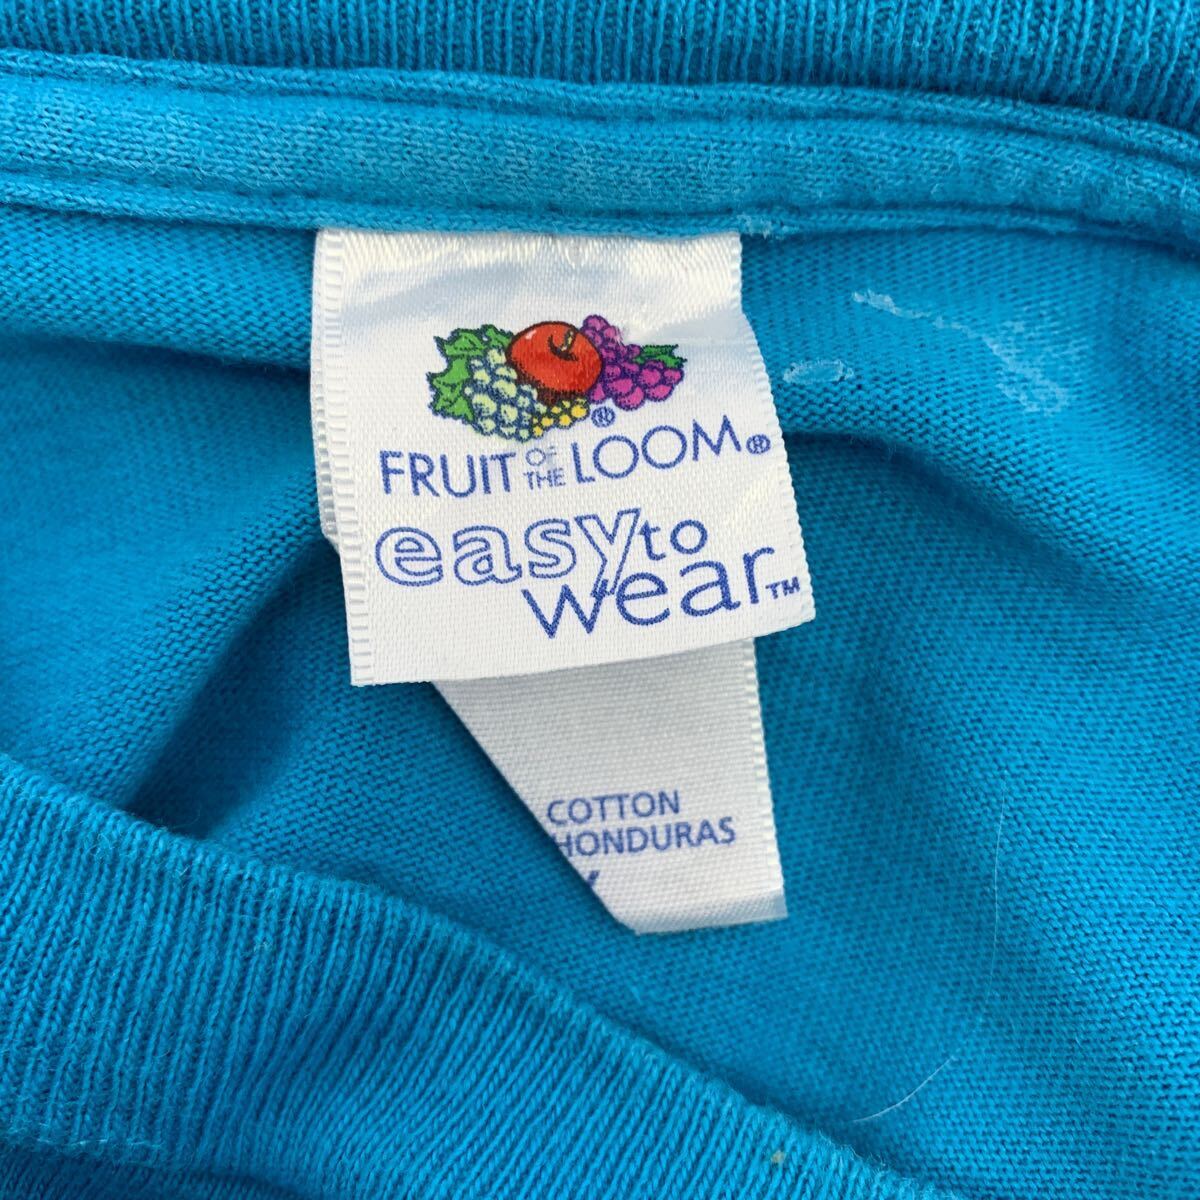 ®
FRUIT OF THE LOOM®
easy to
wear™
COTTON
HONDURAS